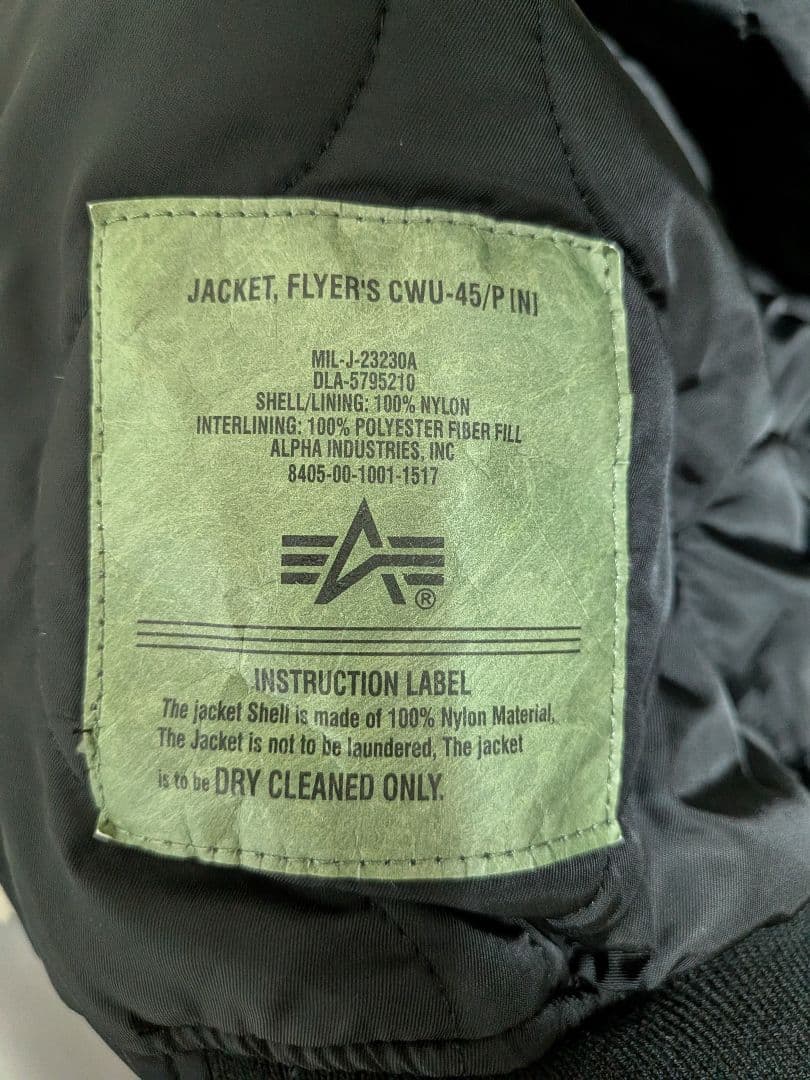 JACKET, FLYER'S CWU-45/P [N]
MIL-J-23230A
DLA-5795210
SHELL/LINING: 100% NYLON
INTERLINING: 100% POLYESTER FIBER FILL
ALPHA INDUSTRIES, INC
8405-00-1001-1517
®
INSTRUCTION LABEL
The jacket Shell is made of 100% Nylon Material,
The Jacket is not to be laundered, The jacket
is to be DRY CLEANED ONLY.